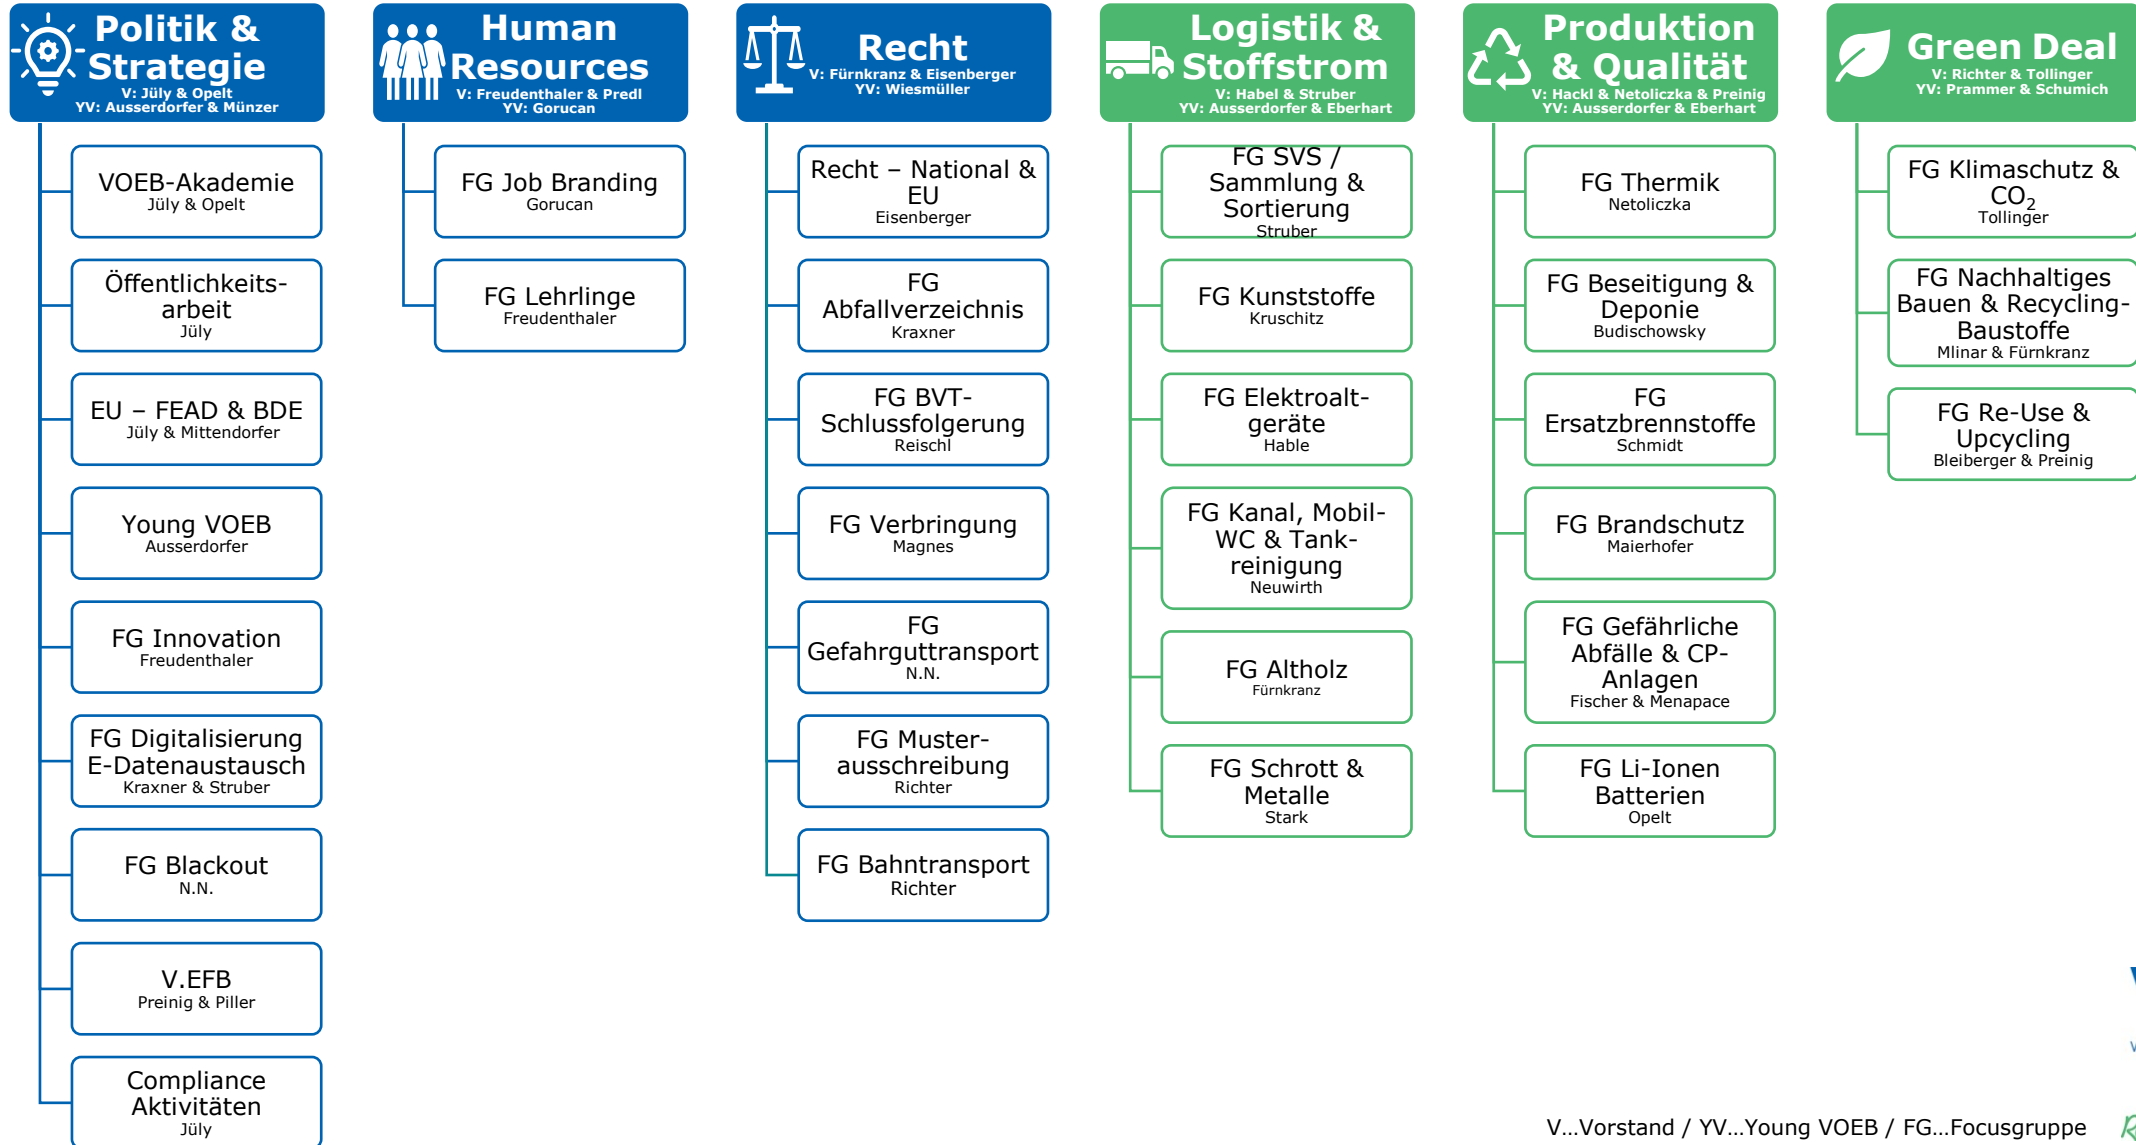 Politik &
Strategie
V: Jüly & Opelt
YV: Ausserdorfer & Münzer
VOEB-Akademie
Jüly & Opelt
Öffentlichkeits-
arbeit
Jüly
EU – FEAD & BDE
Jüly & Mittendorfer
Young VOEB
Ausserdorfer
FG Innovation
Freudenthaler
FG Digitalisierung
E-Datenaustausch
Kraxner & Struber
FG Blackout
N.N.
V.EFB
Preinig & Piller
Compliance
Aktivitäten
Jüly
Human
Resources
V: Freudenthaler & Predl
YV: Gorucan
FG Job Branding
Gorucan
FG Lehrlinge
Freudenthaler
Recht
V: Fürnkranz & Eisenberger
YV: Wiesmüller
Recht – National &
EU
Eisenberger
FG
Abfallverzeichnis
Kraxner
FG BVT-
Schlussfolgerung
Reischl
FG Verbringung
Magnes
FG
Gefahrguttransport
N.N.
FG Muster-
ausschreibung
Richter
FG Bahntransport
Richter
Logistik &
Stoffstrom
V: Habel & Struber
YV: Ausserdorfer & Eberhart
FG SVS /
Sammlung &
Sortierung
Struber
FG Kunststoffe
Kruschitz
FG Elektroalt-
geräte
Hable
FG Kanal, Mobil-
WC & Tank-
reinigung
Neuwirth
FG Altholz
Fürnkranz
FG Schrott &
Metalle
Stark
Produktion
& Qualität
V: Hackl & Netoliczka & Preinig
YV: Ausserdorfer & Eberhart
FG Thermik
Netoliczka
FG Beseitigung &
Deponie
Budischowsky
FG
Ersatzbrennstoffe
Schmidt
FG Brandschutz
Maierhofer
FG Gefährliche
Abfälle & CP-
Anlagen
Fischer & Menapace
FG Li-Ionen
Batterien
Opelt
Green Deal
V: Richter & Tollinger
YV: Prammer & Schumich
FG Klimaschutz &
CO₂
Tollinger
FG Nachhaltiges
Bauen & Recycling-
Baustoffe
Mlinar & Fürnkranz
FG Re-Use &
Upcycling
Bleiberger & Preinig
V...Vorstand / YV...Young VOEB / FG...Focusgruppe